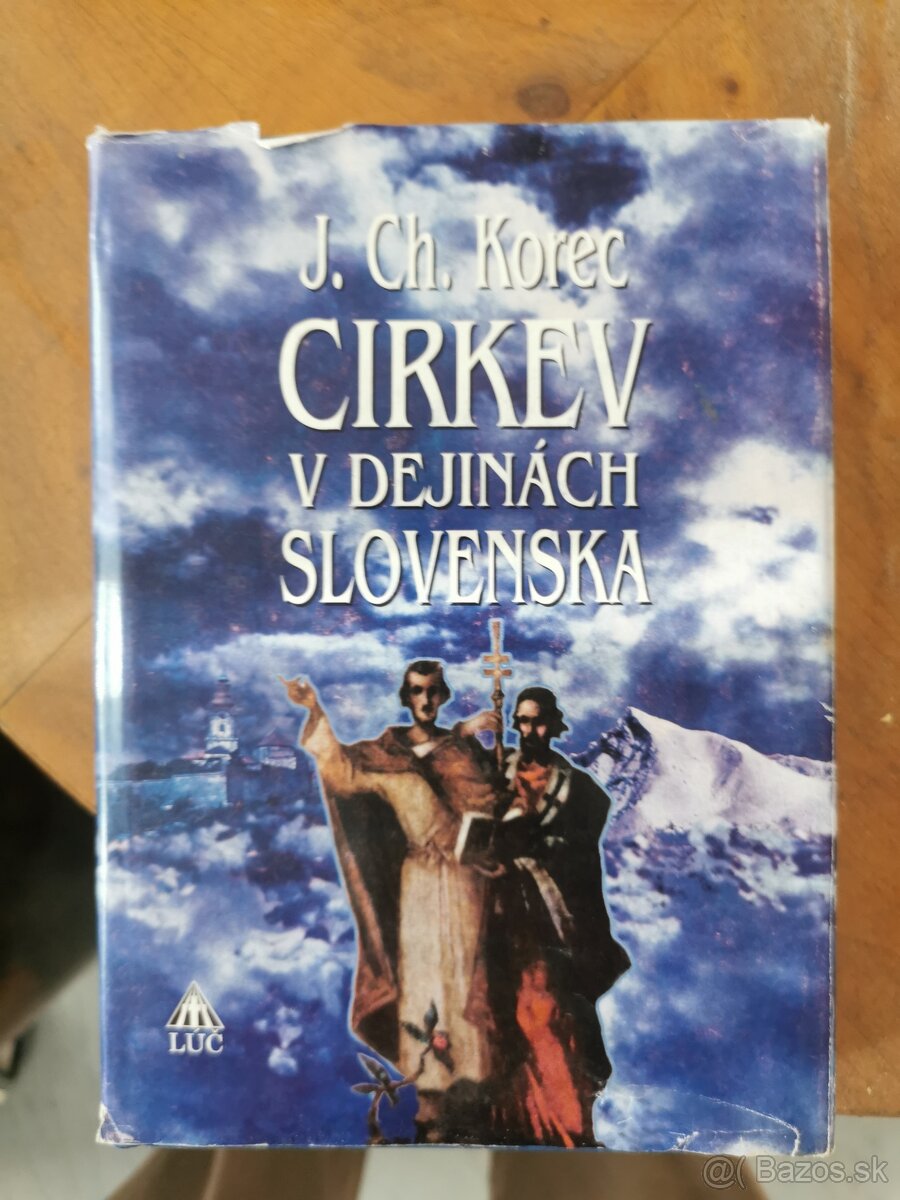 J. Ch. Korec
CIRKEV
V DEJINÁCH
SLOVENSKA
LÚČ
@ Bazos.sk